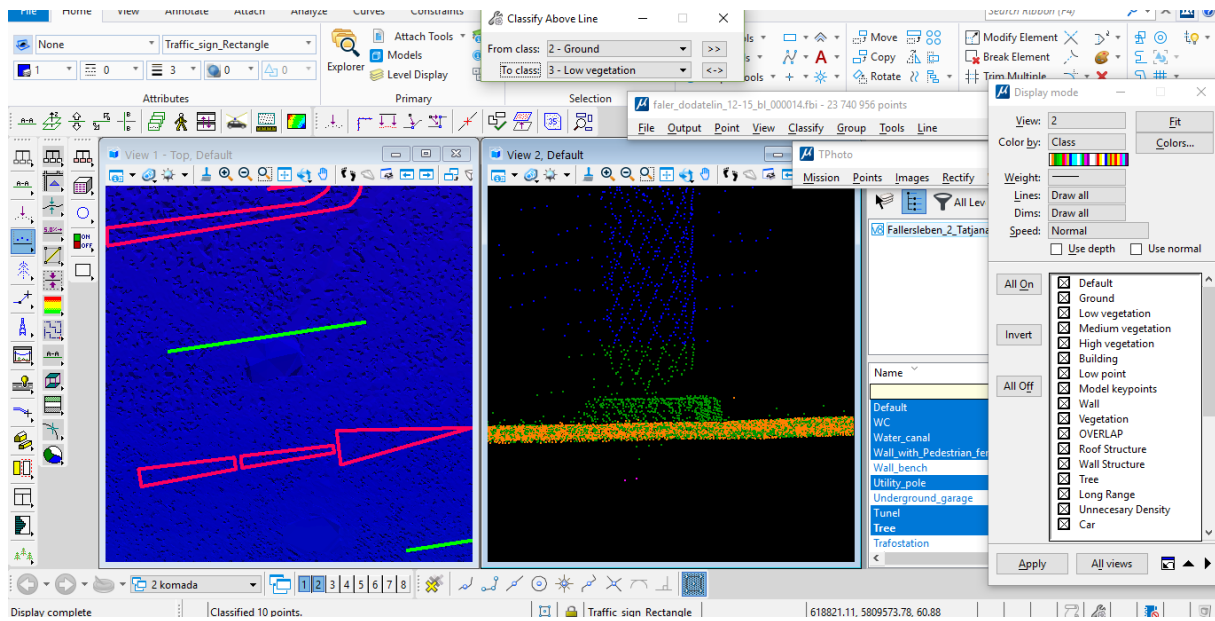 File Home View Annotate Attach Analyze Curves Constraints
Classify Above Line
From class: 2 - Ground >>
To class: 3 - Low vegetation <->
None Traffic_sign_Rectangle
1 0 3 0 0
Attributes
Explorer
Attach Tools
Models
Level Display
Primary
Selection
Move
Copy
Rotate
Modify Element
Break Element
Trim Multiple
faler_dodatelin_12-15_bl_000014.fbi - 23 740 956 points
File Output Point View Classify Group Tools Line
TPhoto
Mission Points Images Rectify
View 1 - Top, Default
View 2, Default
All Lev
Fallersleben_2_Tatjana
Name
Default
WC
Water_canal
Wall_with_Pedestrian_fer
Wall_bench
Utility_pole
Underground_garage
Tunel
Tree
Trafostation
Display mode
View: 2 Fit
Color by: Class Colors...
Weight:
Lines: Draw all
Dims: Draw all
Speed: Normal
Use depth Use normal
All On
Invert
All Off
Default
Ground
Low vegetation
Medium vegetation
High vegetation
Building
Low point
Model keypoints
Wall
Vegetation
OVERLAP
Roof Structure
Wall Structure
Tree
Long Range
Unnecesary Density
Car
Apply All views
2 komada 1 2 3 4 5 6 7 8
Display complete Classified 10 points. Traffic_sign_Rectangle 618821.11, 5809573.78, 60.88